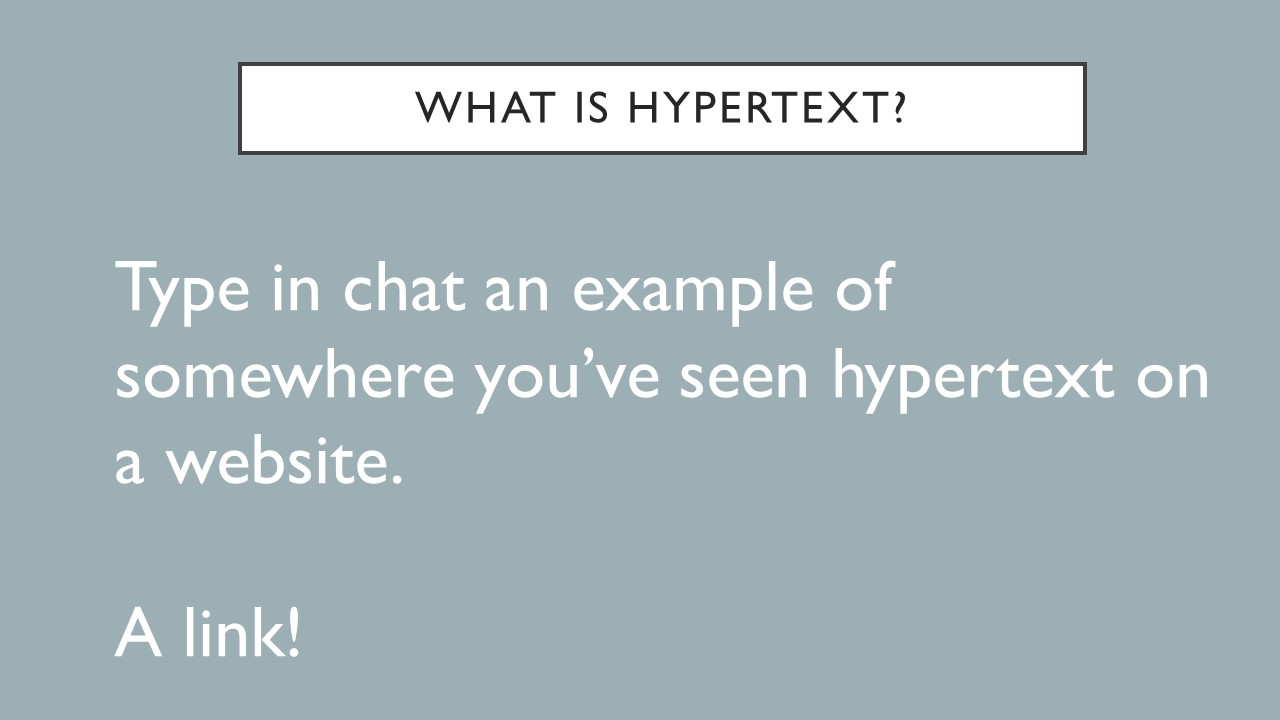 WHAT IS HYPERTEXT?
Type in chat an example of
somewhere you’ve seen hypertext on
a website.
A link!